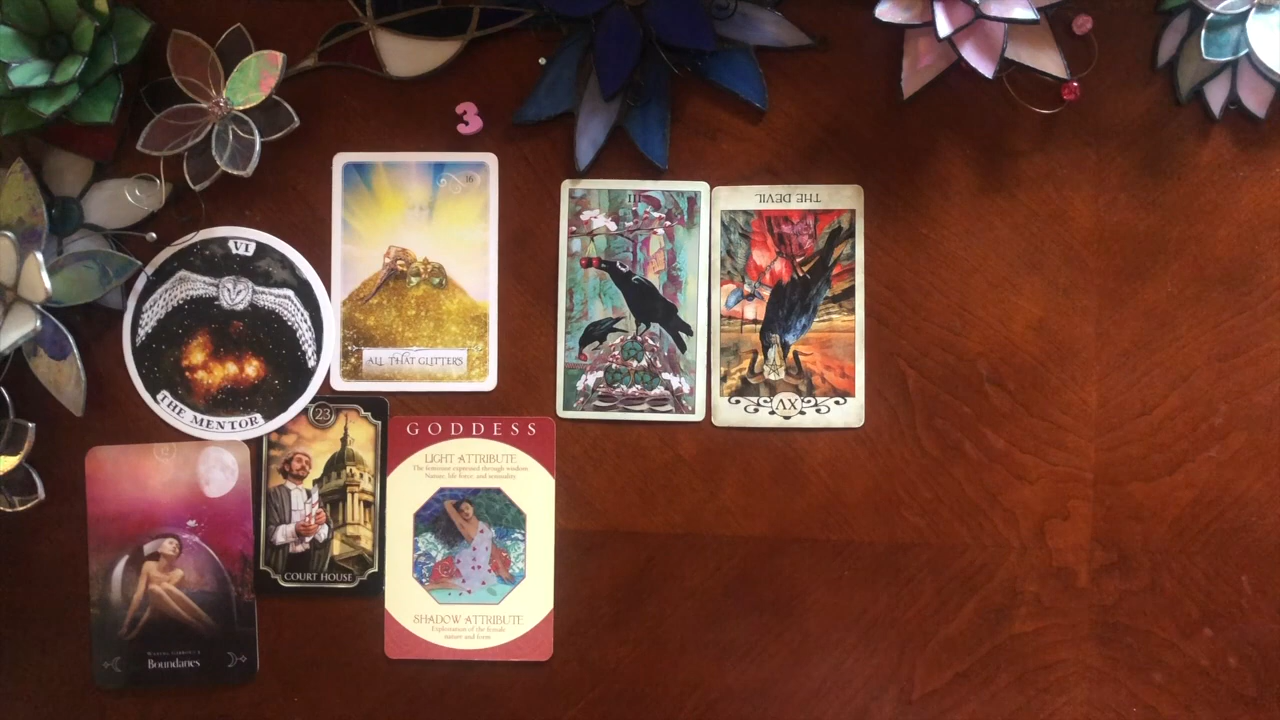 3
16
ALL THAT GLITTERS
VI
THE MENTOR
III
THE DEVIL
XV
23
COURT HOUSE
GODDESS
LIGHT ATTRIBUTE
The feminine expressed through wisdom,
Nature, life force, and sensuality
SHADOW ATTRIBUTE
Exploitation of the female
nature and form
Boundaries